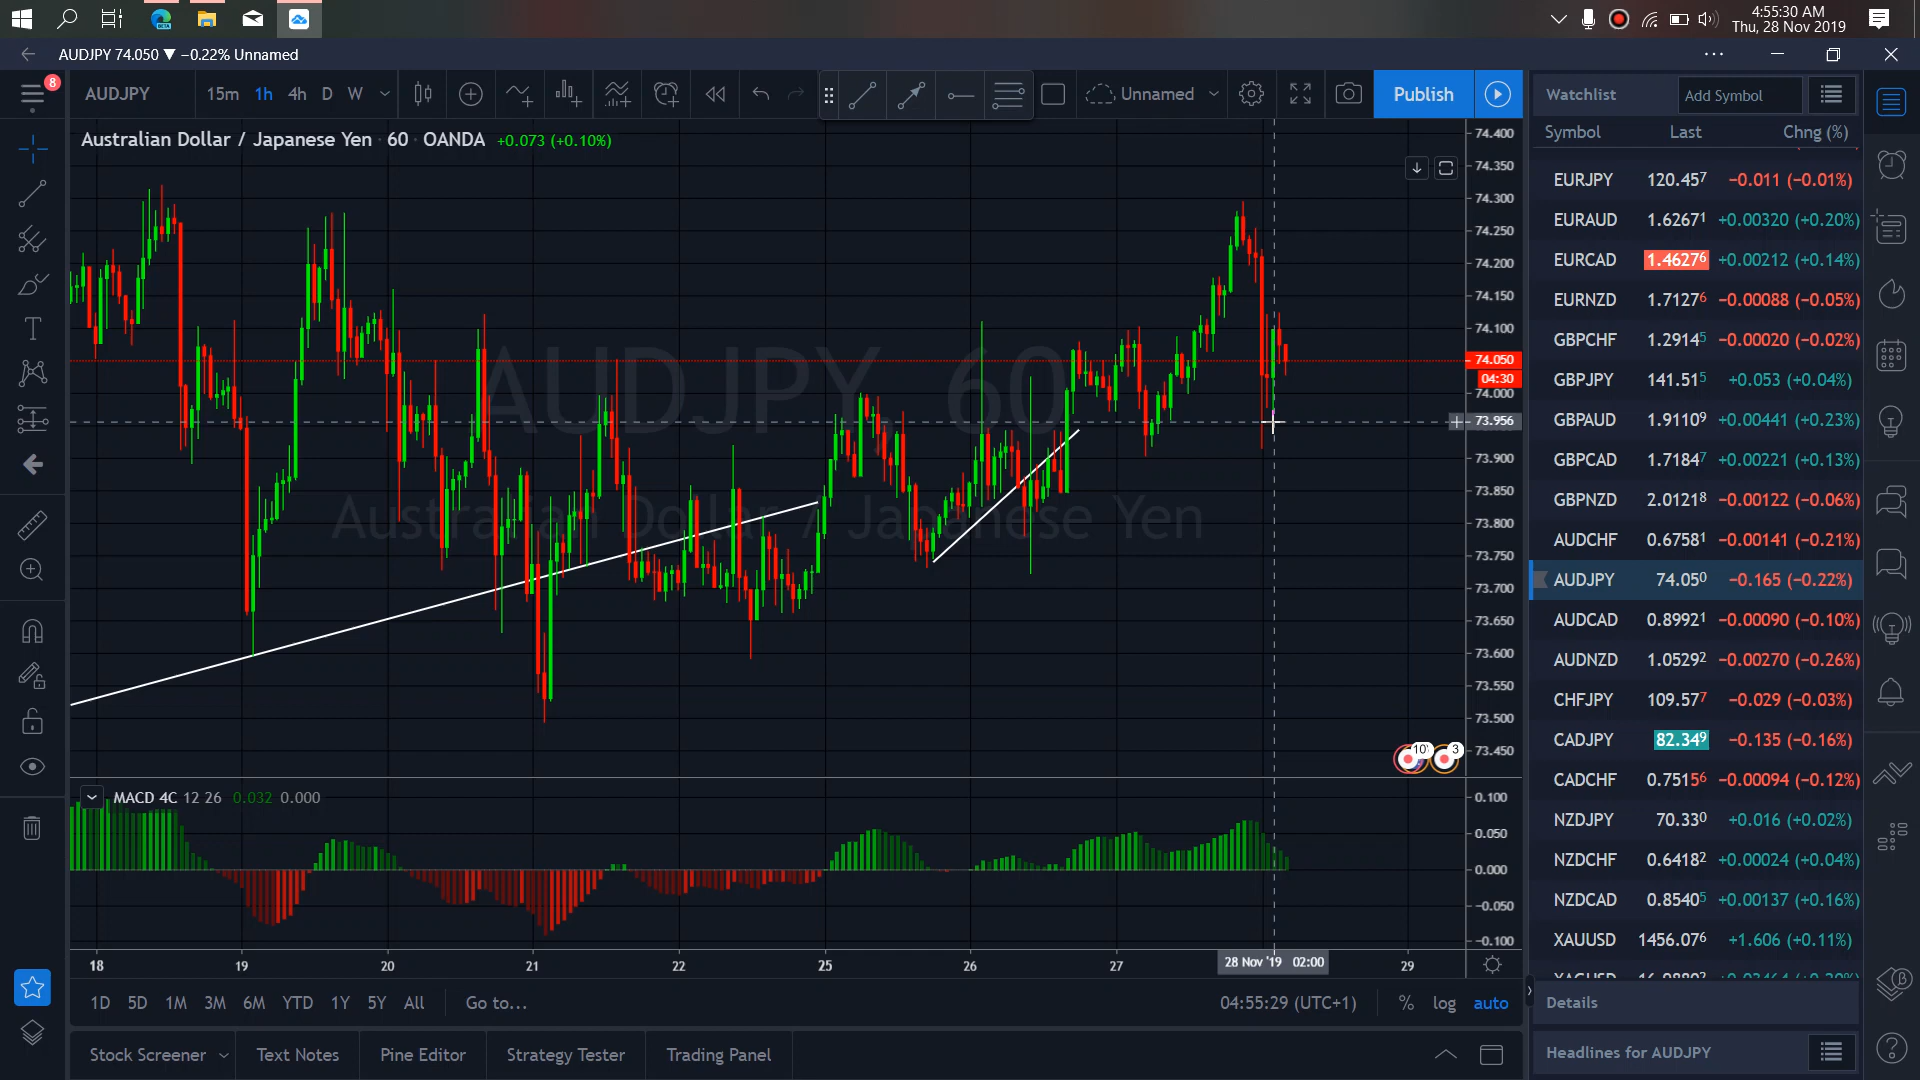 4:55:30 AM
Thu, 28 Nov 2019
AUDJPY 74.050 ▼ −0.22% Unnamed
8
AUDJPY 15m 1h 4h D W Unnamed Publish
Watchlist Add Symbol
Symbol Last Chng (%)
Australian Dollar / Japanese Yen · 60 · OANDA +0.073 (+0.10%)
AUDJPY, 60
Australian Dollar / Japanese Yen
74.400
74.350
74.300
74.250
74.200
74.150
74.100
74.050
04:30
74.000
73.956
73.900
73.850
73.800
73.750
73.700
73.650
73.600
73.550
73.500
73.450
10
3
MACD 4C 12 26 0.032 0.000
0.100
0.050
0.000
−0.050
−0.100
18 19 20 21 22 25 26 27 28 Nov '19 02:00 29
1D 5D 1M 3M 6M YTD 1Y 5Y All Go to... 04:55:29 (UTC+1) % log auto
Stock Screener Text Notes Pine Editor Strategy Tester Trading Panel
EURJPY 120.457 −0.011 (−0.01%)
EURAUD 1.62671 +0.00320 (+0.20%)
EURCAD 1.46276 +0.00212 (+0.14%)
EURNZD 1.71276 −0.00088 (−0.05%)
GBPCHF 1.29145 −0.00020 (−0.02%)
GBPJPY 141.515 +0.053 (+0.04%)
GBPAUD 1.91109 +0.00441 (+0.23%)
GBPCAD 1.71847 +0.00221 (+0.13%)
GBPNZD 2.01218 −0.00122 (−0.06%)
AUDCHF 0.67581 −0.00141 (−0.21%)
AUDJPY 74.050 −0.165 (−0.22%)
AUDCAD 0.89921 −0.00090 (−0.10%)
AUDNZD 1.05292 −0.00270 (−0.26%)
CHFJPY 109.577 −0.029 (−0.03%)
CADJPY 82.349 −0.135 (−0.16%)
CADCHF 0.75156 −0.00094 (−0.12%)
NZDJPY 70.330 +0.016 (+0.02%)
NZDCHF 0.64182 +0.00024 (+0.04%)
NZDCAD 0.85405 +0.00137 (+0.16%)
XAUUSD 1456.076 +1.606 (+0.11%)
Details
Headlines for AUDJPY